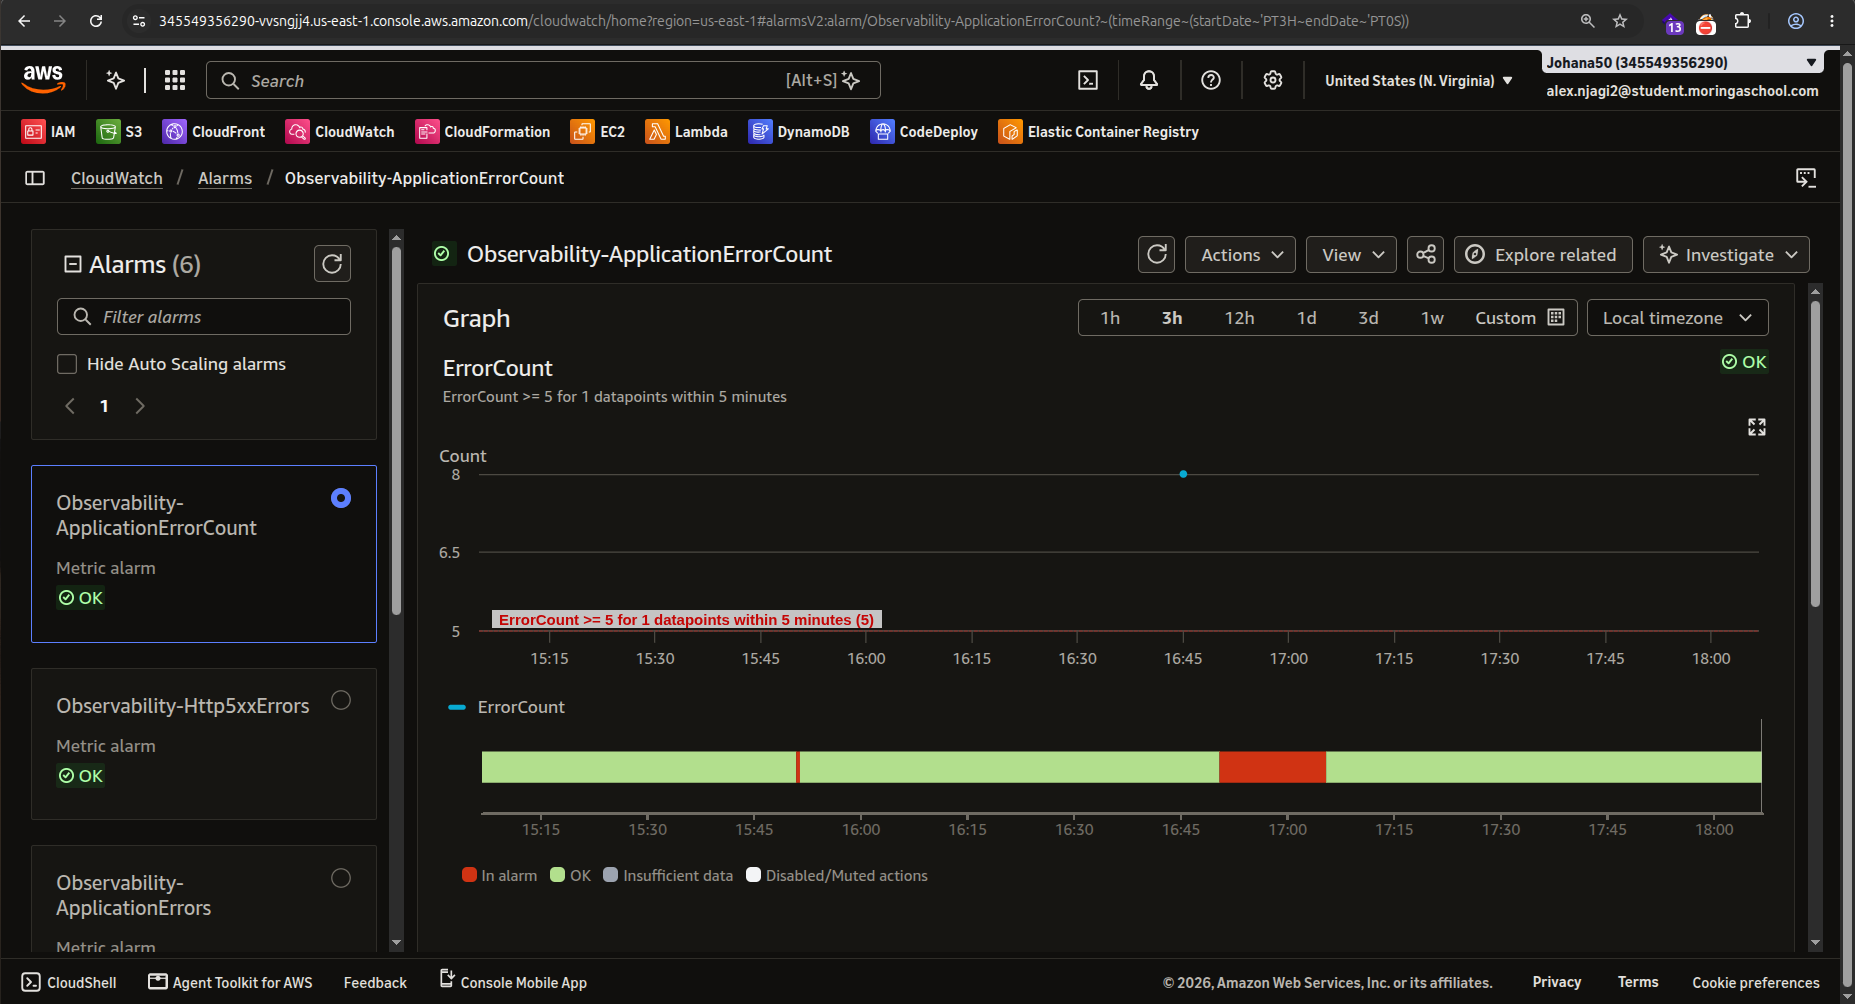 345549356290-vvsngjj4.us-east-1.console.aws.amazon.com/cloudwatch/home?region=us-east-1#alarmsV2:alarm/Observability-ApplicationErrorCount?~(timeRange~(startDate~'PT3H~endDate~'PT0S))
13
aws
Search
[Alt+S]
United States (N. Virginia)
Johana50 (345549356290)
alex.njagi2@student.moringaschool.com
IAM
S3
CloudFront
CloudWatch
CloudFormation
EC2
Lambda
DynamoDB
CodeDeploy
Elastic Container Registry
CloudWatch / Alarms / Observability-ApplicationErrorCount
Alarms (6)
Filter alarms
Hide Auto Scaling alarms
1
Observability-
ApplicationErrorCount
Metric alarm
OK
Observability-Http5xxErrors
Metric alarm
OK
Observability-
ApplicationErrors
Metric alarm
Observability-ApplicationErrorCount
Actions
View
Explore related
Investigate
Graph
1h 3h 12h 1d 3d 1w Custom
Local timezone
ErrorCount
OK
ErrorCount >= 5 for 1 datapoints within 5 minutes
Count
8
6.5
5
ErrorCount >= 5 for 1 datapoints within 5 minutes (5)
15:15 15:30 15:45 16:00 16:15 16:30 16:45 17:00 17:15 17:30 17:45 18:00
ErrorCount
15:15 15:30 15:45 16:00 16:15 16:30 16:45 17:00 17:15 17:30 17:45 18:00
In alarm OK Insufficient data Disabled/Muted actions
CloudShell
Agent Toolkit for AWS
Feedback
Console Mobile App
© 2026, Amazon Web Services, Inc. or its affiliates.
Privacy
Terms
Cookie preferences